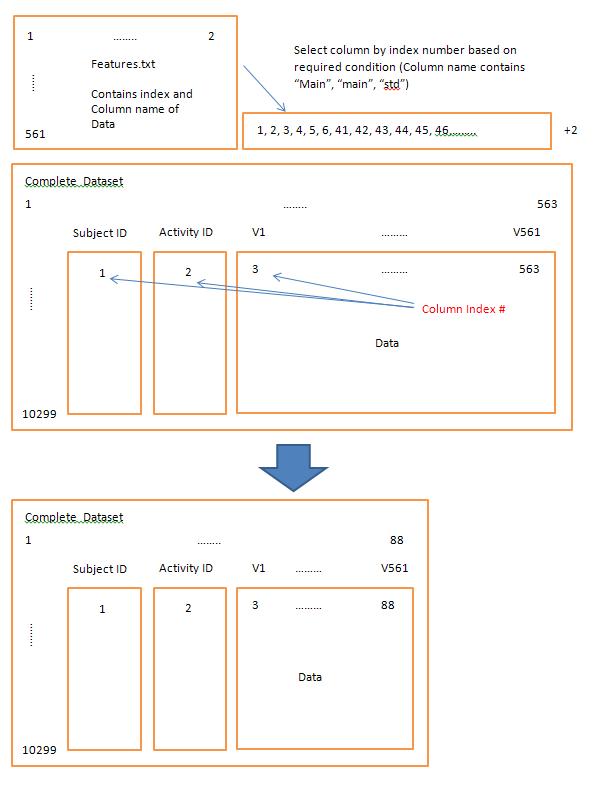 1 ........ 2
Features.txt
Contains index and
Column name of
Data
561
Select column by index number based on
required condition (Column name contains
“Main”, “main”, “std”)
1, 2, 3, 4, 5, 6, 41, 42, 43, 44, 45, 46,........
+2
Complete Dataset
1 ........ 563
Subject ID Activity ID V1 ......... V561
1 2 3 ......... 563
Column Index #
Data
10299
Complete Dataset
1 ........ 88
Subject ID Activity ID V1 ......... V561
1 2 3 ......... 88
Data
10299